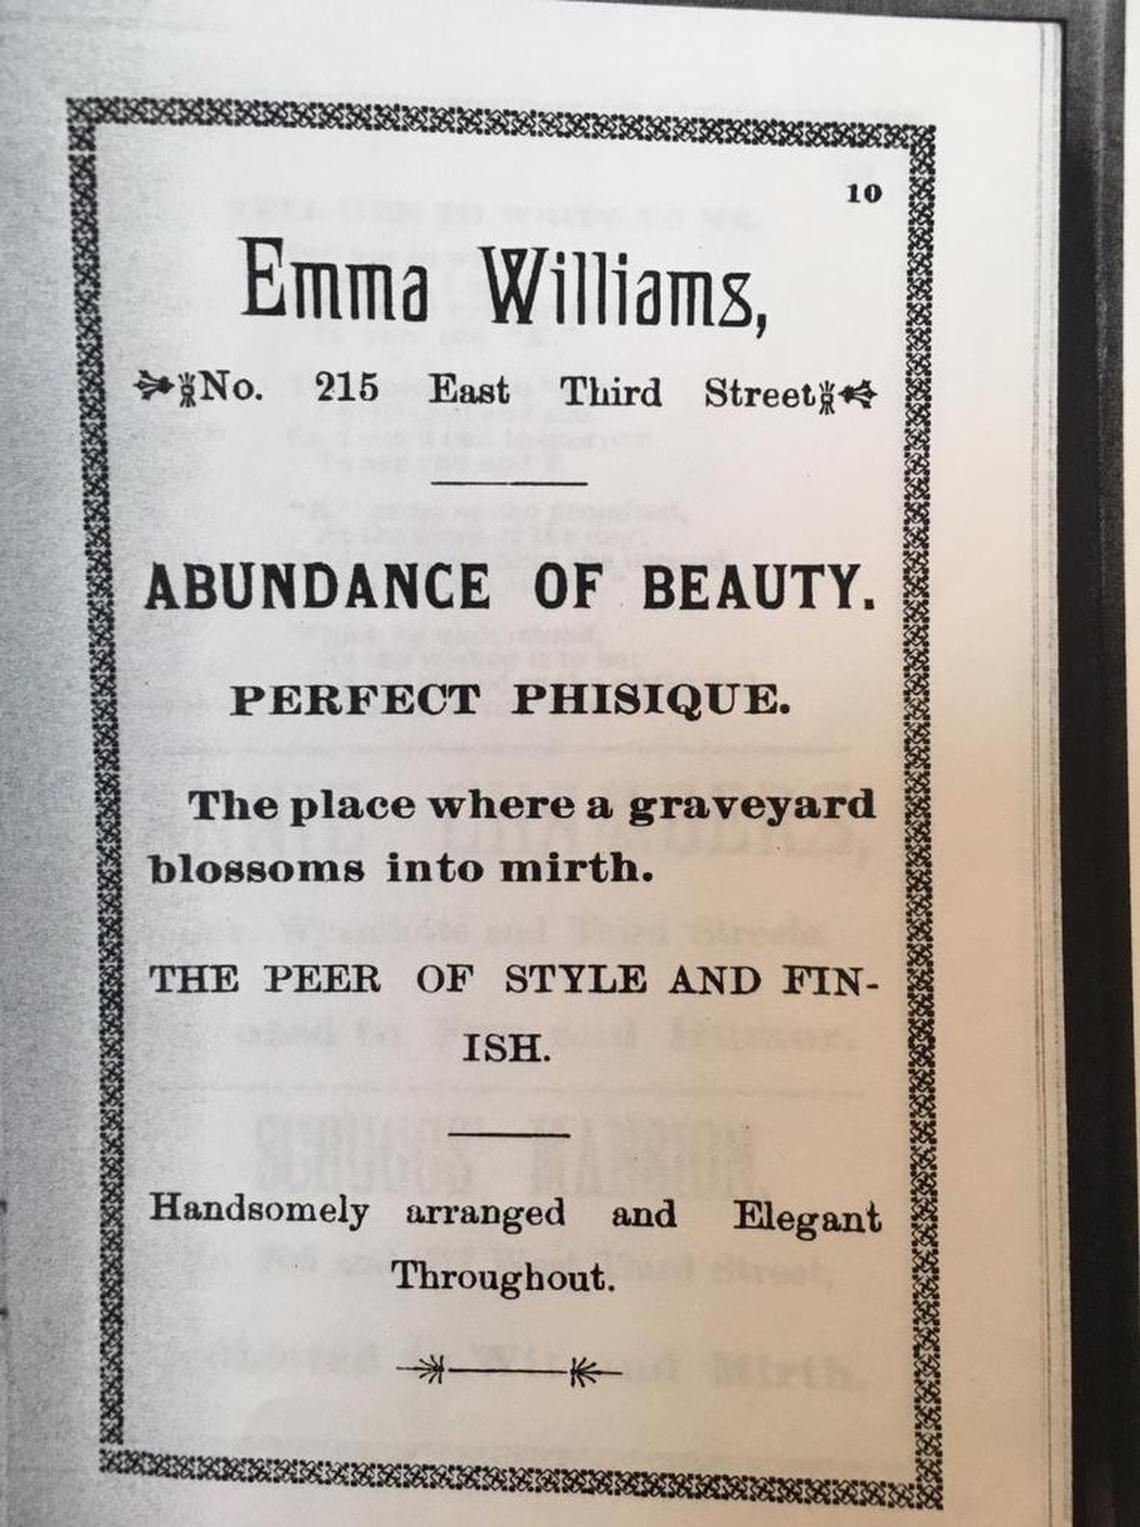 10
Emma Williams,
No. 215 East Third Street
ABUNDANCE OF BEAUTY.
PERFECT PHISIQUE.
The place where a graveyard
blossoms into mirth.
THE PEER OF STYLE AND FIN-
ISH.
Handsomely arranged and Elegant
Throughout.